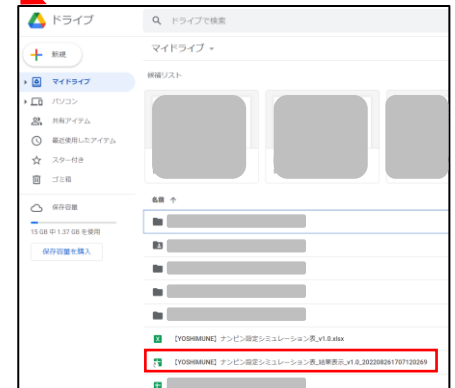 ドライブ
ドライブで検索
新規
マイドライブ
マイドライブ
パソコン
共有アイテム
最近使用したアイテム
スター付き
ゴミ箱
保存容量
15 GB 中 1.37 GB を使用
保存容量を購入
候補リスト
名前 ↑
【YOSHIMUNE】ナンピン設定シミュレーション表_v1.0.xlsx
【YOSHIMUNE】ナンピン設定シミュレーション表_結果表示_v1.0_202208261707120269